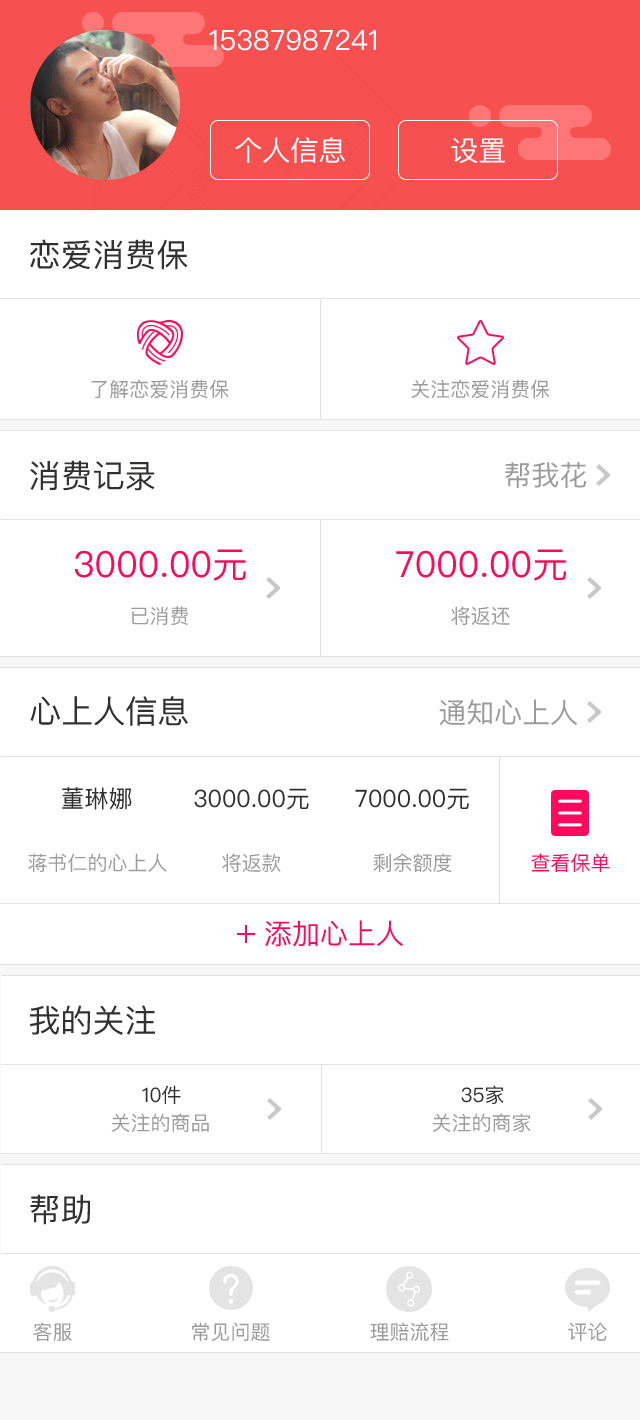 15387987241
个人信息 设置
恋爱消费保
了解恋爱消费保 关注恋爱消费保
消费记录 帮我花
3000.00元 7000.00元
已消费 将返还
心上人信息 通知心上人
董琳娜 3000.00元 7000.00元
蒋书仁的心上人 将返款 剩余额度 查看保单
+ 添加心上人
我的关注
10件 35家
关注的商品 关注的商家
帮助
客服 常见问题 理赔流程 评论